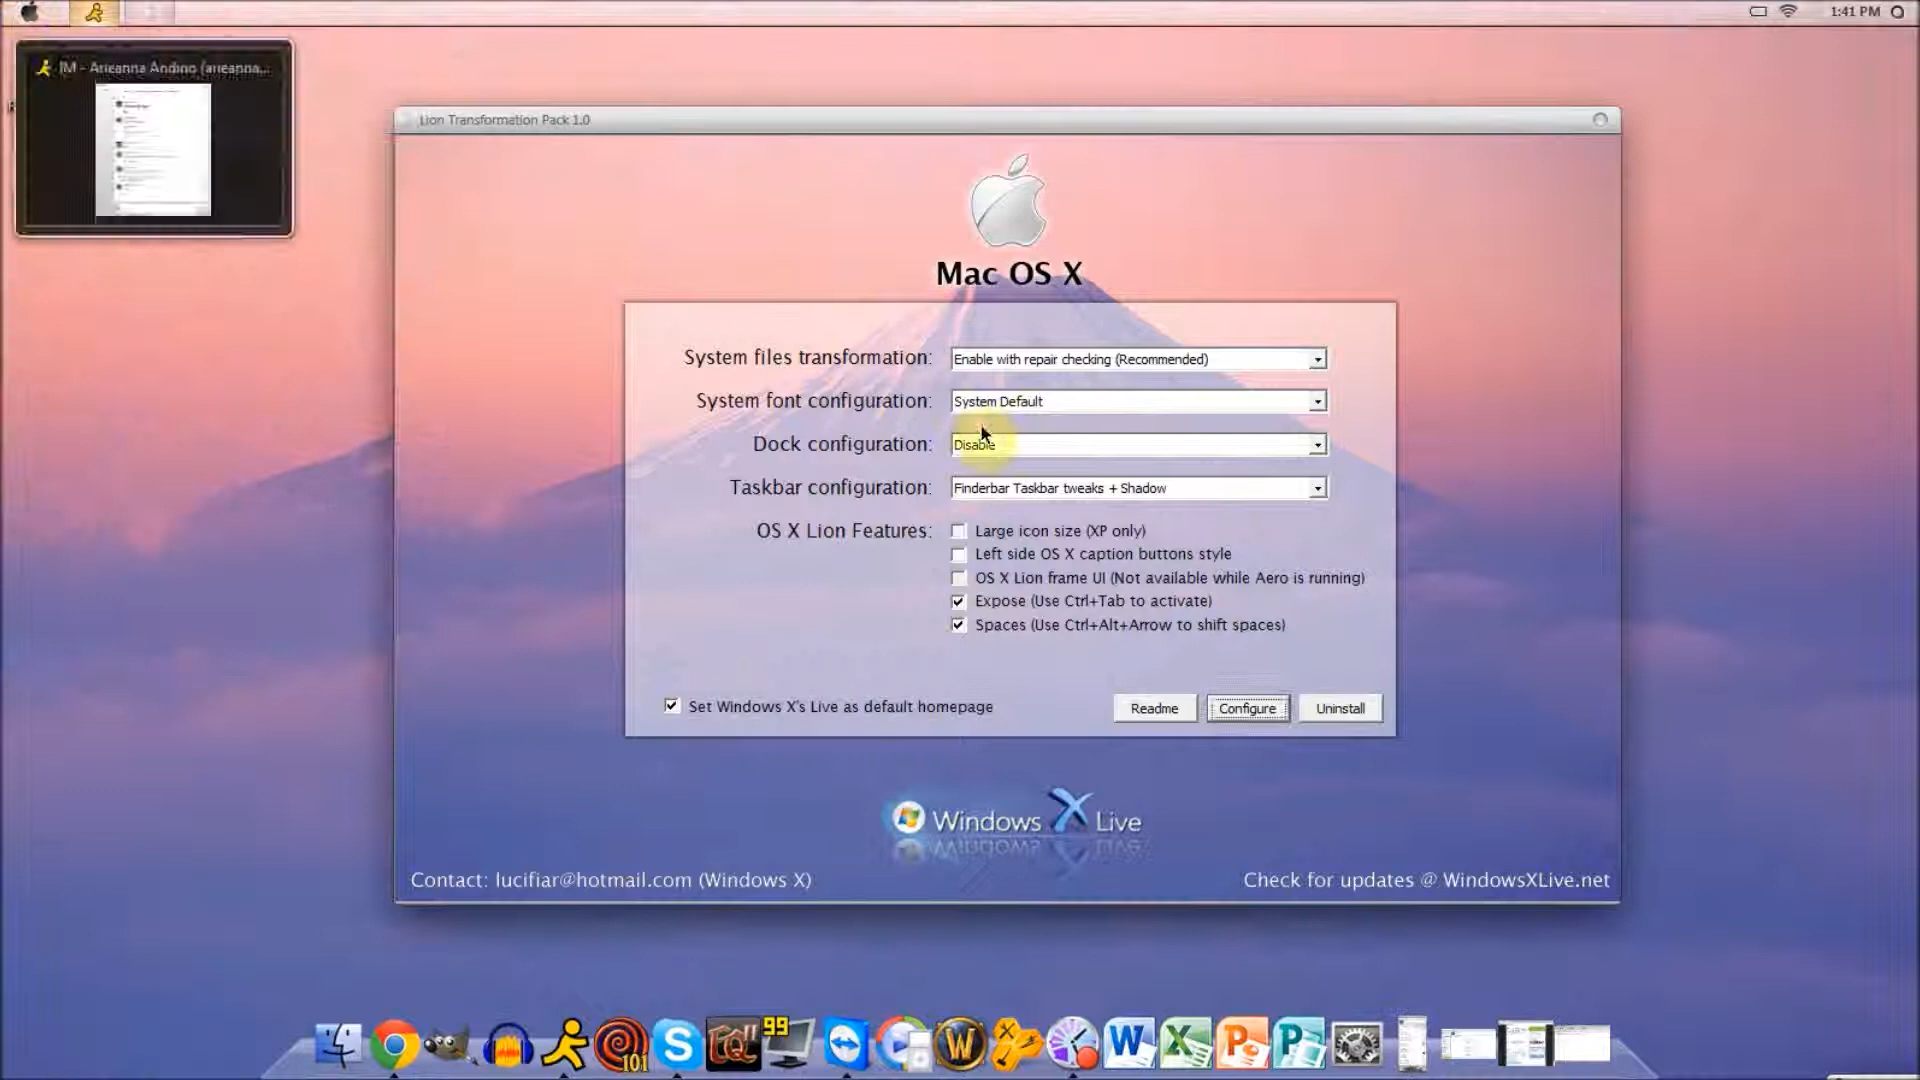 1:41 PM
IM - Arieanna Andino (arieanna...
Lion Transformation Pack 1.0
Mac OS X
System files transformation: Enable with repair checking (Recommended)
System font configuration: System Default
Dock configuration: Disable
Taskbar configuration: Finderbar Taskbar tweaks + Shadow
OS X Lion Features: Large icon size (XP only)
Left side OS X caption buttons style
OS X Lion frame UI (Not available while Aero is running)
Expose (Use Ctrl+Tab to activate)
Spaces (Use Ctrl+Alt+Arrow to shift spaces)
Set Windows X's Live as default homepage
Readme Configure Uninstall
Windows X Live
Contact: lucifiar@hotmail.com (Windows X)
Check for updates @ WindowsXLive.net
101
99